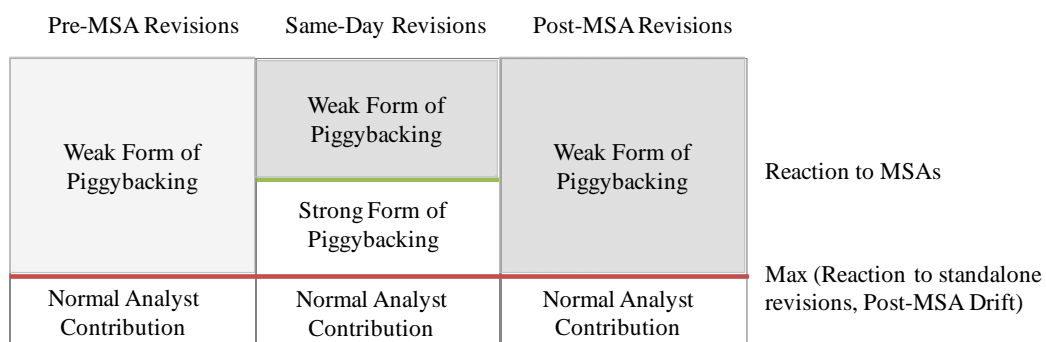 Pre-MSA Revisions Same-Day Revisions Post-MSA Revisions
Weak Form of
Piggybacking
Weak Form of
Piggybacking
Strong Form of
Piggybacking
Weak Form of
Piggybacking
Reaction to MSAs
Normal Analyst
Contribution
Normal Analyst
Contribution
Normal Analyst
Contribution
Max (Reaction to standalone
revisions, Post-MSA Drift)